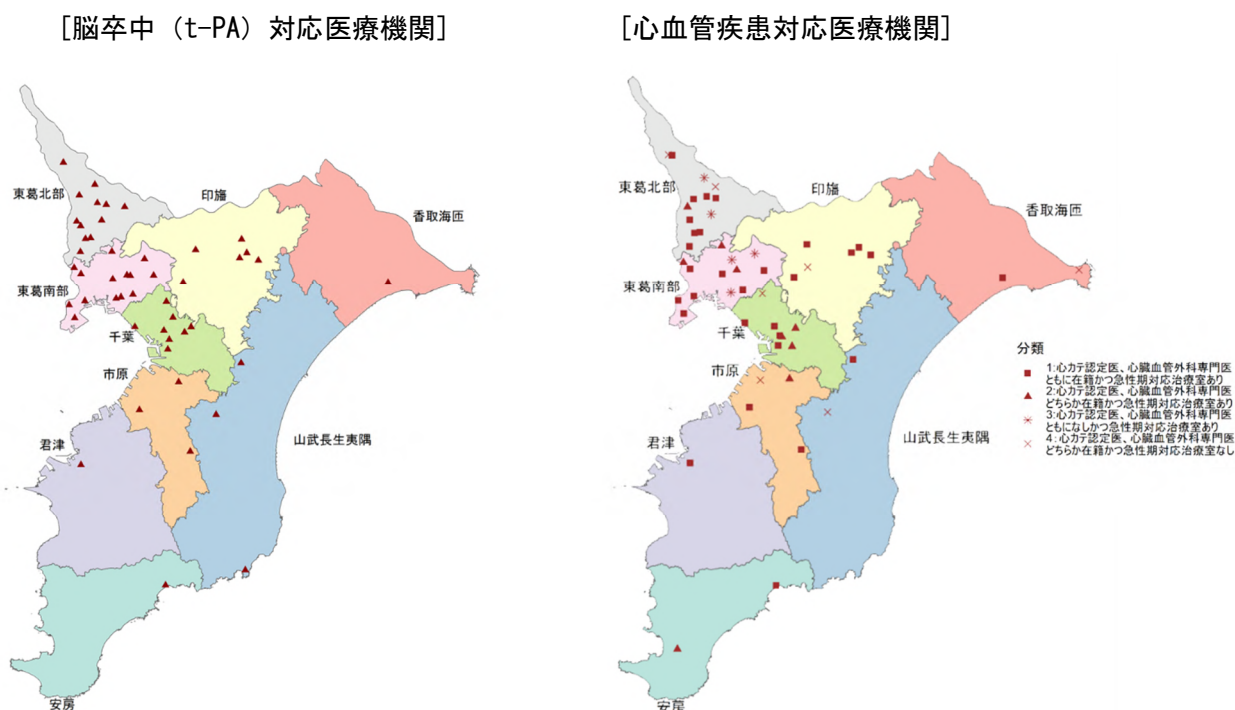 [脳卒中（t-PA）対応医療機関]
[心血管疾患対応医療機関]
東葛北部
印旛
香取海匝
東葛南部
千葉
市原
君津
山武長生夷隅
安房
東葛北部
印旛
香取海匝
東葛南部
千葉
市原
君津
山武長生夷隅
安房
分類
1:心カテ認定医、心臓血管外科専門医
ともに在籍かつ急性期対応治療室あり
2:心カテ認定医、心臓血管外科専門医
どちらか在籍かつ急性期対応治療室あり
3:心カテ認定医、心臓血管外科専門医
ともになしかつ急性期対応治療室あり
4:心カテ認定医、心臓血管外科専門医
どちらか在籍かつ急性期対応治療室なし